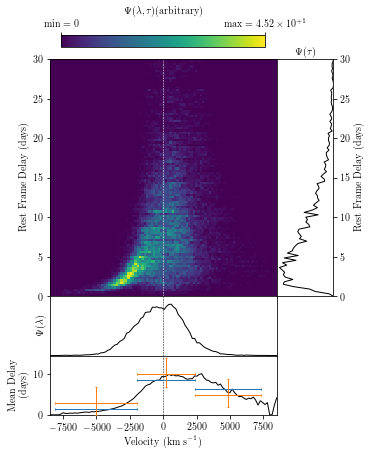 Ψ(λ, τ)(arbitrary)
min = 0
max = 4.52 × 10⁺¹
Ψ(τ)
30
25
20
15
10
5
0
Rest Frame Delay (days)
30
25
20
15
10
5
0
Rest Frame Delay (days)
Ψ(λ)
10
0
Mean Delay
(days)
−7500
−5000
−2500
0
2500
5000
7500
Velocity (km s⁻¹)